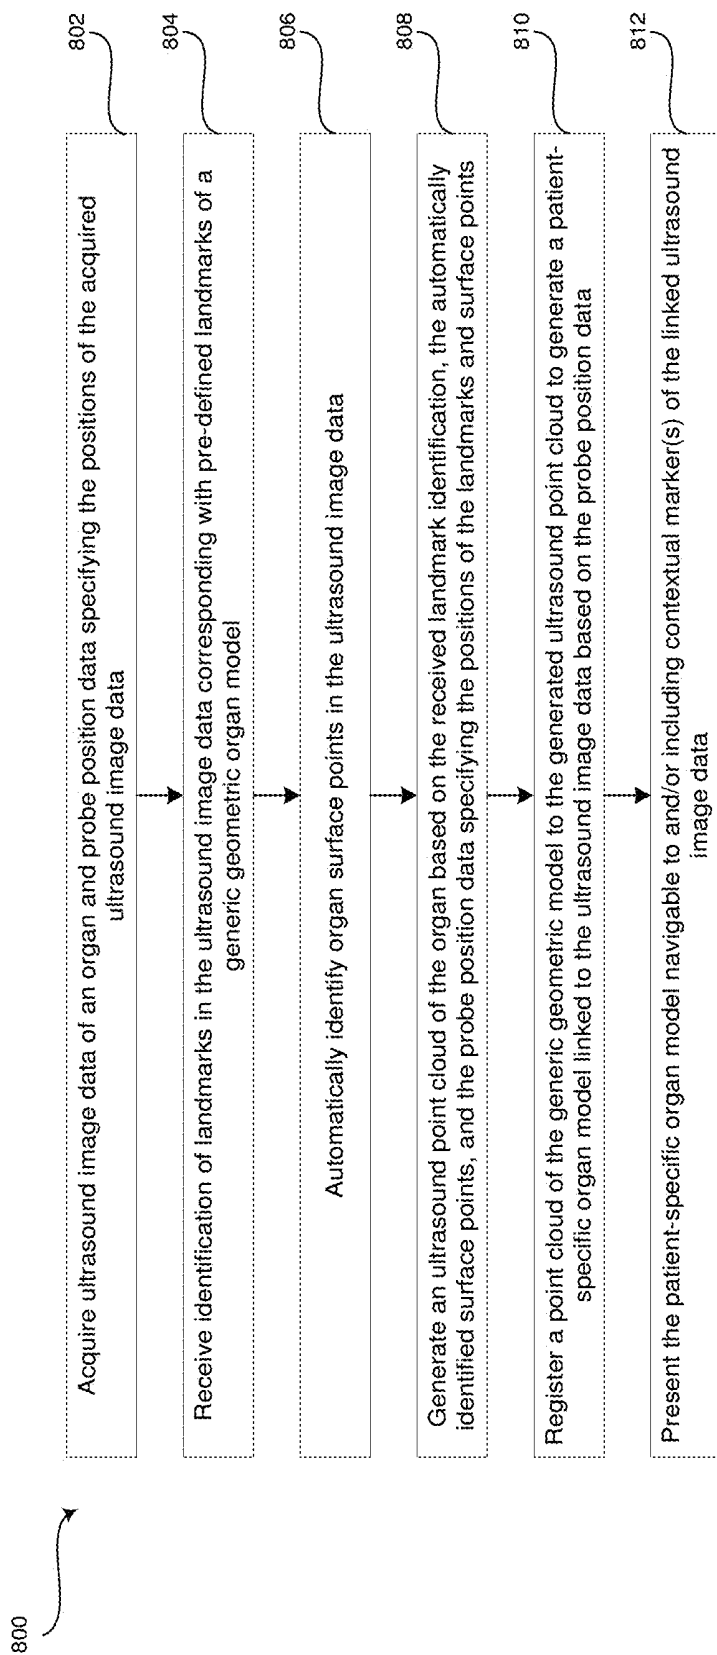 800
802
Acquire ultrasound image data of an organ and probe position data specifying the positions of the acquired
ultrasound image data
804
Receive identification of landmarks in the ultrasound image data corresponding with pre-defined landmarks of a
generic geometric organ model
806
Automatically identify organ surface points in the ultrasound image data
808
Generate an ultrasound point cloud of the organ based on the received landmark identification, the automatically
identified surface points, and the probe position data specifying the positions of the landmarks and surface points
810
Register a point cloud of the generic geometric model to the generated ultrasound point cloud to generate a patient-
specific organ model linked to the ultrasound image data based on the probe position data
812
Present the patient-specific organ model navigable to and/or including contextual marker(s) of the linked ultrasound
image data